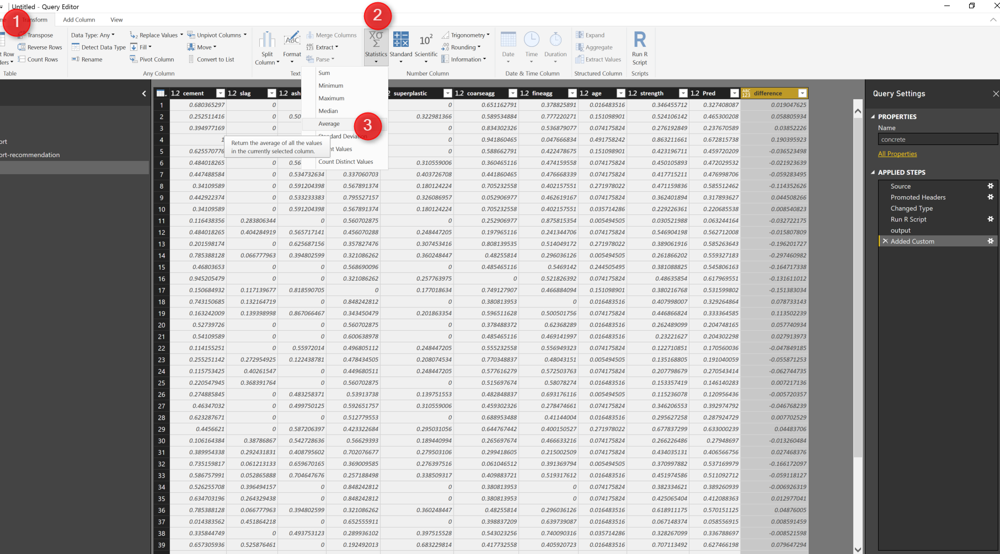 Untitled - Query Editor
1
Transform Add Column View
2
Transpose
Reverse Rows
Count Rows
Table
Data Type: Any
Detect Data Type
Rename
Replace Values
Fill
Pivot Column
Unpivot Columns
Move
Convert to List
Any Column
Split Column
Format
Merge Columns
Extract
Parse
Text
Statistics
Standard
Scientific
Trigonometry
Rounding
Information
Number Column
Date
Time
Duration
Date & Time Column
Expand
Aggregate
Extract Values
Structured Column
Run R Script
Scripts
Sum
Minimum
Maximum
Median
Average
3
Standard Deviation
nt Values
Count Distinct Values
Return the average of all the values
in the currently selected column.
ort
ort-recommendation
1.2 cement 1.2 slag 1.2 ash superplastic 1.2 coarseagg 1.2 fineagg 1.2 age 1.2 strength 1.2 Pred ABC 123 difference
1 0.680365297 0 0 0.651162791 0.378825891 0.016483516 0.346455712 0.327408087 0.019047625
2 0.252511416 0 0.50 0.322981366 0.589534884 0.777220271 0.151098901 0.524106142 0.465300208 0.058805934
3 0.394977169 0 0 0.834302326 0.536879077 0.074175824 0.276192849 0.237670589 0.03852226
4 1 0 0.941860465 0.047666834 0.491758242 0.863211661 0.672815738 0.190395923
5 0.625570776 0 0.588662791 0.422478675 0.151098901 0.423196711 0.459720209 -0.036523498
6 0.484018265 0 0.56 0.310559006 0.360465116 0.474159558 0.074175824 0.450105893 0.472029532 -0.021923639
7 0.447488584 0 0.534732634 0.337060703 0.403726708 0.441860465 0.476668339 0.074175824 0.417715211 0.476998706 -0.059283495
8 0.34109589 0 0.591204398 0.567891374 0.180124224 0.705232558 0.402157551 0.271978022 0.471159836 0.585512462 -0.114352626
9 0.442922374 0 0.533233383 0.795527157 0.326086957 0.052906977 0.462619167 0.074175824 0.362401894 0.317893627 0.044508266
10 0.34109589 0 0.591204398 0.567891374 0.180124224 0.705232558 0.402157551 0.035714286 0.229226361 0.220685538 0.008540823
11 0.116438356 0.283806344 0 0.560702875 0 0.252906977 0.875815354 0.005494505 0.030521988 0.063244164 -0.032722175
12 0.484018265 0.404284919 0.565717141 0.456070288 0.248447205 0.197965116 0.241344706 0.074175824 0.546904198 0.562712008 -0.015807809
13 0.201598174 0 0.625687156 0.357827476 0.307453416 0.808139535 0.514049172 0.271978022 0.389061916 0.585263643 -0.196201727
14 0.785388128 0.066777963 0.394802599 0.321086262 0.360248447 0.48255814 0.296036126 0.005494505 0.261866202 0.559327183 -0.297460982
15 0.46803653 0 0 0.568690096 0 0.485465116 0.5469142 0.244505495 0.381088825 0.545806163 -0.164717338
16 0.945205479 0 0 0.321086262 0.257763975 0 0.521826392 0.074175824 0.48635854 0.617969551 -0.131611012
17 0.150684932 0.117139677 0.818590705 0 0.177018634 0.749127907 0.466884094 0.151098901 0.380216768 0.531599802 -0.151383034
18 0.743150685 0.132164719 0 0.848242812 0 0.380813953 0 0.016483516 0.407998007 0.329264864 0.078733143
19 0.163242009 0.139398998 0.867066467 0.343450479 0.201863354 0.596511628 0.500501756 0.074175824 0.446866824 0.333364585 0.113502239
20 0.52739726 0 0 0.560702875 0 0.378488372 0.62368289 0.016483516 0.262489099 0.204748165 0.057740934
21 0.54109589 0 0 0.600638978 0 0.485465116 0.469141997 0.016483516 0.23221627 0.204302298 0.027913973
22 0.114155251 0 0.55972014 0.496805112 0.248447205 0.555232558 0.556949323 0.074175824 0.122710851 0.170560036 -0.047849185
23 0.255251142 0.272954925 0.122438781 0.478434505 0.208074534 0.770348837 0.48043151 0.005494505 0.135168805 0.191040059 -0.055871253
24 0.115753425 0.40261547 0 0.449680511 0.248447205 0.577616279 0.572503763 0.074175824 0.207798679 0.270543414 -0.062744735
25 0.220547945 0.368391764 0 0.560702875 0 0.515697674 0.58078274 0.016483516 0.153357419 0.146140283 0.007217136
26 0.274885845 0 0.483258371 0.53913738 0.139751553 0.482848837 0.693176116 0.005494505 0.115236078 0.120956436 -0.005720357
27 0.46347032 0 0.499750125 0.592651757 0.310559006 0.459302326 0.278474661 0.074175824 0.346206553 0.392974792 -0.046768239
28 0.623287671 0 0 0.512779553 0 0.688953488 0.41144004 0.016483516 0.295627258 0.287924729 0.007702529
29 0.4456621 0 0.587206397 0.423322684 0.295031056 0.644767442 0.400150527 0.271978022 0.677837299 0.633000239 0.04483706
30 0.106164384 0.38786867 0.542728636 0.56629393 0.189440994 0.265697674 0.466633216 0.074175824 0.266226486 0.27948697 -0.013260484
31 0.389954338 0.292431831 0.408795602 0.702076677 0.279503106 0.299418605 0.215002509 0.074175824 0.434035131 0.406566756 0.027468376
32 0.735159817 0.061213133 0.659670165 0.369009585 0.276397516 0.061046512 0.391369794 0.005494505 0.370997882 0.537169979 -0.166172097
33 0.586757991 0.052865888 0.704647676 0.257188498 0.338509317 0.409883721 0.519317612 0.016483516 0.451974586 0.511092712 -0.059118127
34 0.526255708 0.396494157 0 0.848242812 0 0.380813953 0 0.074175824 0.382334621 0.389260939 -0.006926319
35 0.634703196 0.264329438 0 0.848242812 0 0.380813953 0 0.074175824 0.425065404 0.412088363 0.012977041
36 0.785388128 0.066777963 0.394802599 0.321086262 0.360248447 0.48255814 0.296036126 0.016483516 0.618911175 0.570151125 0.04876005
37 0.014383562 0.451864218 0 0.652555911 0 0.398837209 0.639739087 0.016483516 0.067148374 0.058556915 0.008591459
38 0.335844749 0 0.493753123 0.289936102 0.397515528 0.543023256 0.740090316 0.035714286 0.328267099 0.336788697 -0.008521598
39 0.657305936 0.525876461 0 0.192492013 0.683229814 0.417732558 0.405920723 0.016483516 0.707113492 0.627466198 0.079647294
Query Settings
PROPERTIES
Name
concrete
All Properties
APPLIED STEPS
Source
Promoted Headers
Changed Type
Run R Script
output
Added Custom